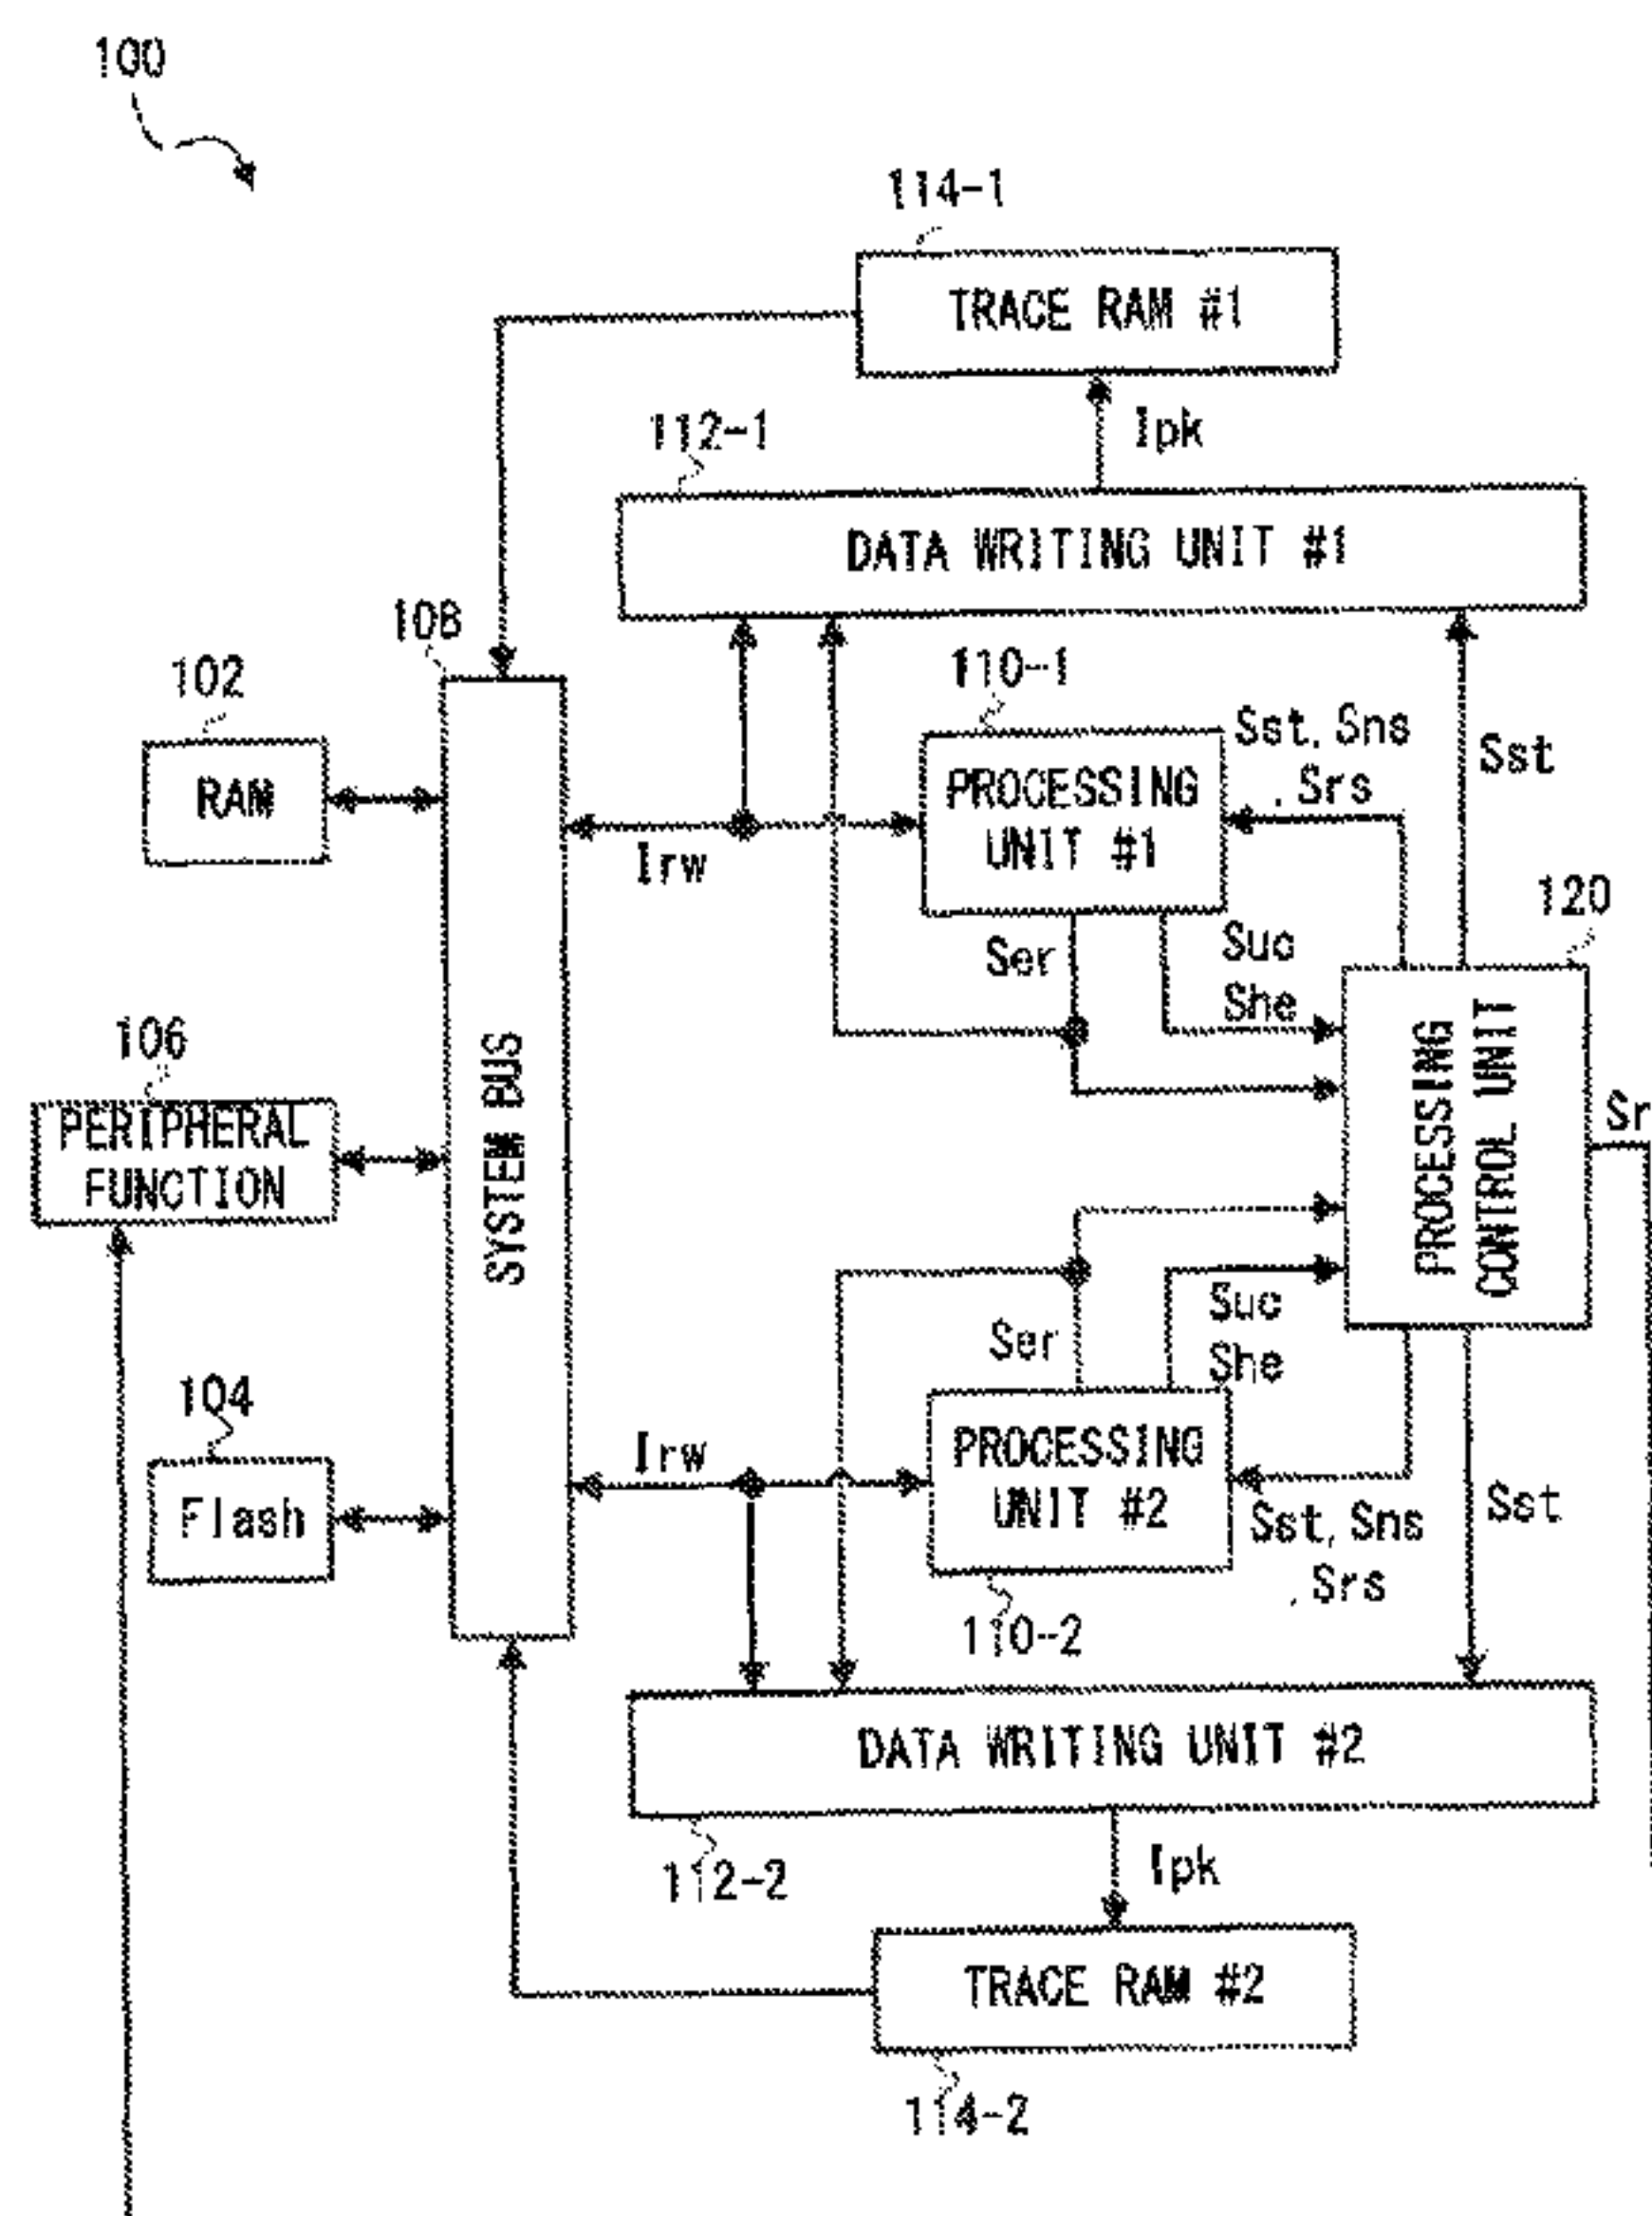 100
114-1
TRACE RAM #1
Ipk
112-1
DATA WRITING UNIT #1
108
102
RAM
110-1
Sst, Sns
, Srs
Sst
PROCESSING
UNIT #1
Irw
120
Ser
Suc
She
106
PERIPHERAL
FUNCTION
SYSTEM BUS
PROCESSING
CONTROL UNIT
Sr
Ser
Suc
She
104
Flash
Irw
PROCESSING
UNIT #2
Sst, Sns
, Srs
Sst
110-2
DATA WRITING UNIT #2
112-2
Ipk
TRACE RAM #2
114-2